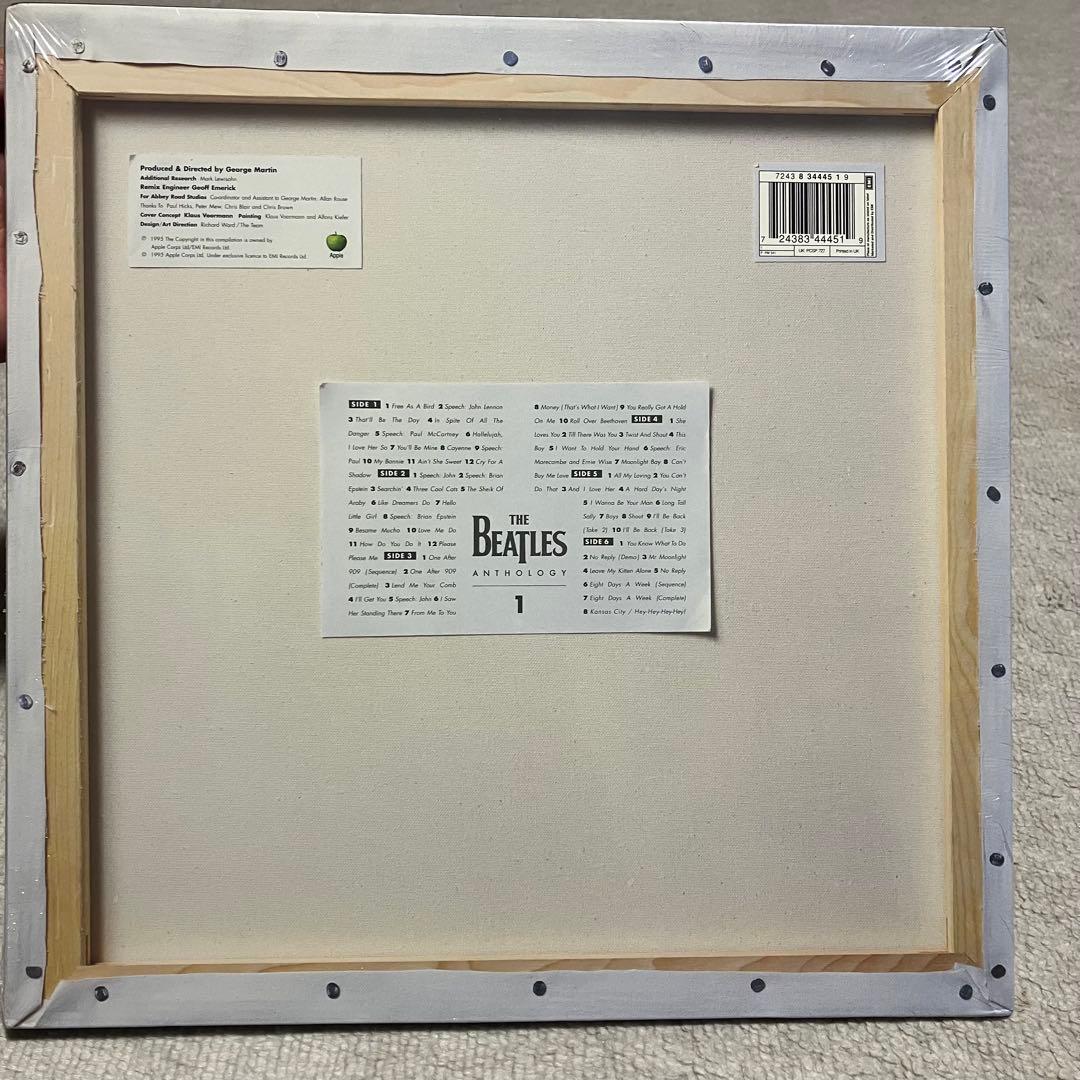 Produced & Directed by George Martin
Additional Research Mark Lewisohn
Remix Engineer Geoff Emerick
For Abbey Road Studios Co-ordinator and Assistant to George Martin: Allan Rouse
Thanks To Paul Hicks, Peter Mew, Chris Blair and Chris Brown
Cover Concept Klaus Voormann Painting Klaus Voormann and Alfons Kiefer
Design/Art Direction Richard Ward/The Team
℗ 1995 The Copyright in this compilation is owned by
Apple Corps Ltd/EMI Records Ltd.
© 1995 Apple Corps Ltd. Under exclusive licence to EMI Records Ltd.
Apple
7243 8 34445 1 9
7 24383 44451 9
UK: PCSP 727
Printed in UK
EMI
SIDE 1 1 Free As A Bird 2 Speech: John Lennon
3 That'll Be The Day 4 In Spite Of All The
Danger 5 Speech: Paul McCartney 6 Hallelujah,
I Love Her So 7 You'll Be Mine 8 Cayenne 9 Speech:
Paul 10 My Bonnie 11 Ain't She Sweet 12 Cry For A
Shadow SIDE 2 1 Speech: John 2 Speech: Brian
Epstein 3 Searchin' 4 Three Cool Cats 5 The Sheik Of
Araby 6 Like Dreamers Do 7 Hello
Little Girl 8 Speech: Brian Epstein
9 Besame Mucho 10 Love Me Do
11 How Do You Do It 12 Please
Please Me SIDE 3 1 One After
909 (Sequence) 2 One After 909
(Complete) 3 Lend Me Your Comb
4 I'll Get You 5 Speech: John 6 I Saw
Her Standing There 7 From Me To You
8 Money (That's What I Want) 9 You Really Got A Hold
On Me 10 Roll Over Beethoven SIDE 4 1 She
Loves You 2 Till There Was You 3 Twist And Shout 4 This
Boy 5 I Want To Hold Your Hand 6 Speech: Eric
Morecambe and Ernie Wise 7 Moonlight Bay 8 Can't
Buy Me Love SIDE 5 1 All My Loving 2 You Can't
Do That 3 And I Love Her 4 A Hard Day's Night
5 I Wanna Be Your Man 6 Long Tall
Sally 7 Boys 8 Shout 9 I'll Be Back
(Take 2) 10 I'll Be Back (Take 3)
SIDE 6 1 You Know What To Do
2 No Reply (Demo) 3 Mr Moonlight
4 Leave My Kitten Alone 5 No Reply
6 Eight Days A Week (Sequence)
7 Eight Days A Week (Complete)
8 Kansas City / Hey-Hey-Hey-Hey!
THE
BEATLES
ANTHOLOGY
1